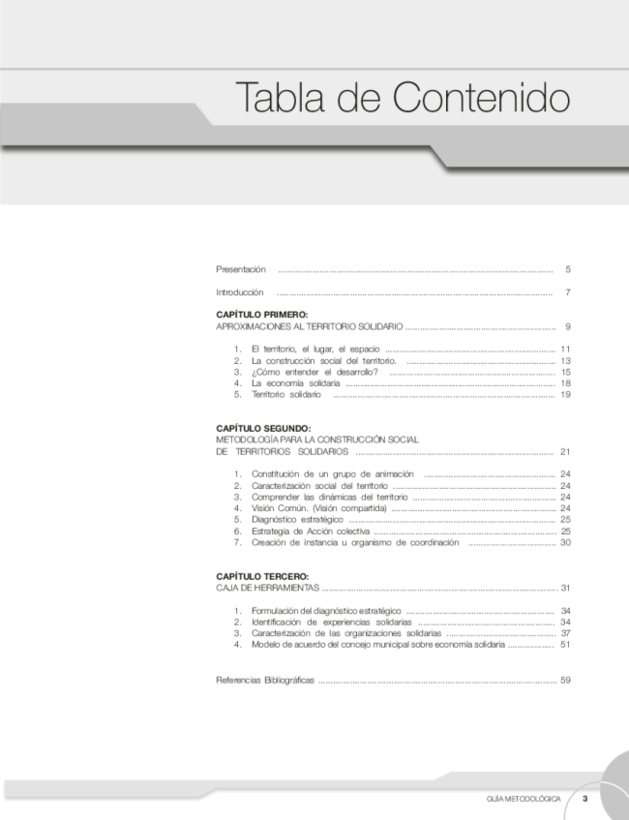 Tabla de Contenido
Presentación ........................................ 5
Introducción ........................................ 7
CAPÍTULO PRIMERO:
APROXIMACIONES AL TERRITORIO SOLIDARIO ........................................ 9
1. El territorio, el lugar, el espacio ........................................ 11
2. La construcción social del territorio. ........................................ 13
3. ¿Cómo entender el desarrollo? ........................................ 15
4. La economía solidaria ........................................ 18
5. Territorio solidario ........................................ 19
CAPÍTULO SEGUNDO:
METODOLOGÍA PARA LA CONSTRUCCIÓN SOCIAL
DE TERRITORIOS SOLIDARIOS ........................................ 21
1. Constitución de un grupo de animación ........................................ 24
2. Caracterización social del territorio ........................................ 24
3. Comprender las dinámicas del territorio ........................................ 24
4. Visión Común. (Visión compartida) ........................................ 24
5. Diagnóstico estratégico ........................................ 25
6. Estrategia de Acción colectiva ........................................ 25
7. Creación de instancia u organismo de coordinación ........................................ 30
CAPÍTULO TERCERO:
CAJA DE HERRAMIENTAS ........................................ 31
1. Formulación del diagnóstico estratégico ........................................ 34
2. Identificación de experiencias solidarias ........................................ 34
3. Caracterización de las organizaciones solidarias ........................................ 37
4. Modelo de acuerdo del concejo municipal sobre economía solidaria ................... 51
Referencias Bibliográficas ........................................ 59
GUÍA METODOLÓGICA 3